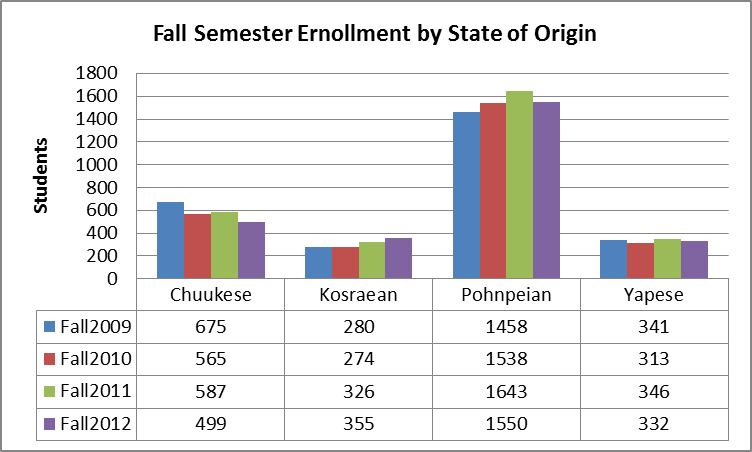 Fall Semester Ernollment by State of Origin
Students
1800
1600
1400
1200
1000
800
600
400
200
0
Chuukese Kosraean Pohnpeian Yapese
Fall2009 675 280 1458 341
Fall2010 565 274 1538 313
Fall2011 587 326 1643 346
Fall2012 499 355 1550 332